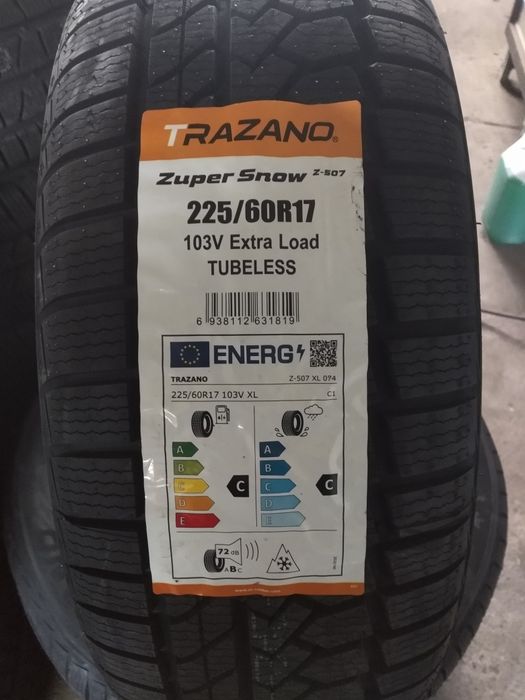 TRAZANO®
Zuper Snow Z-507
225/60R17
103V Extra Load
TUBELESS
6 938112 631819
ENERG
TRAZANO Z-507 XL 074
225/60R17 103V XL C1
A A
B B
C
D D
E E
C C
72 dB
ABC